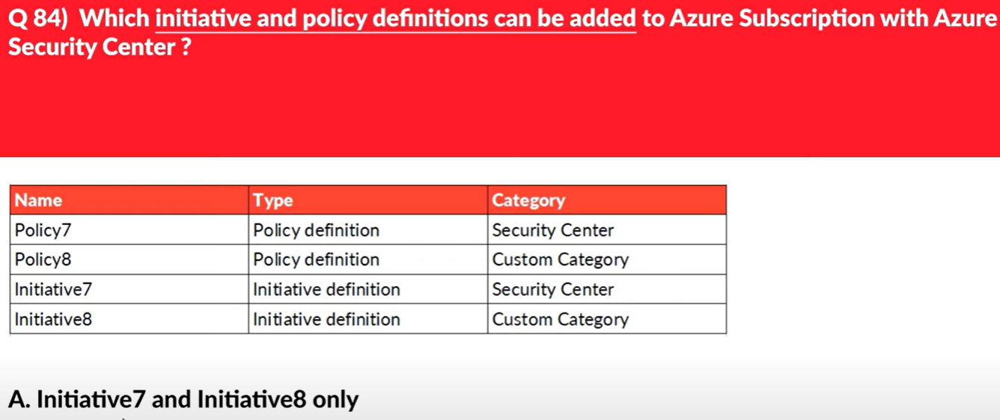 Q 84) Which initiative and policy definitions can be added to Azure Subscription with Azure
Security Center ?
Name Type Category
Policy7 Policy definition Security Center
Policy8 Policy definition Custom Category
Initiative7 Initiative definition Security Center
Initiative8 Initiative definition Custom Category
A. Initiative7 and Initiative8 only